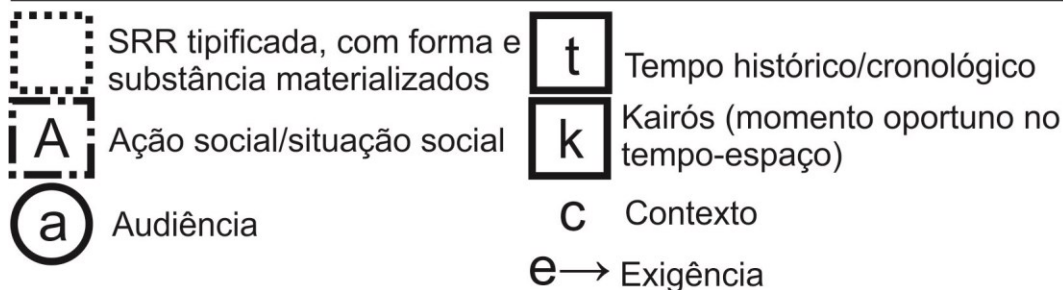 SRR tipificada, com forma e
substância materializados
A Ação social/situação social
a Audiência
t Tempo histórico/cronológico
k Kairós (momento oportuno no
tempo-espaço)
c Contexto
e→ Exigência